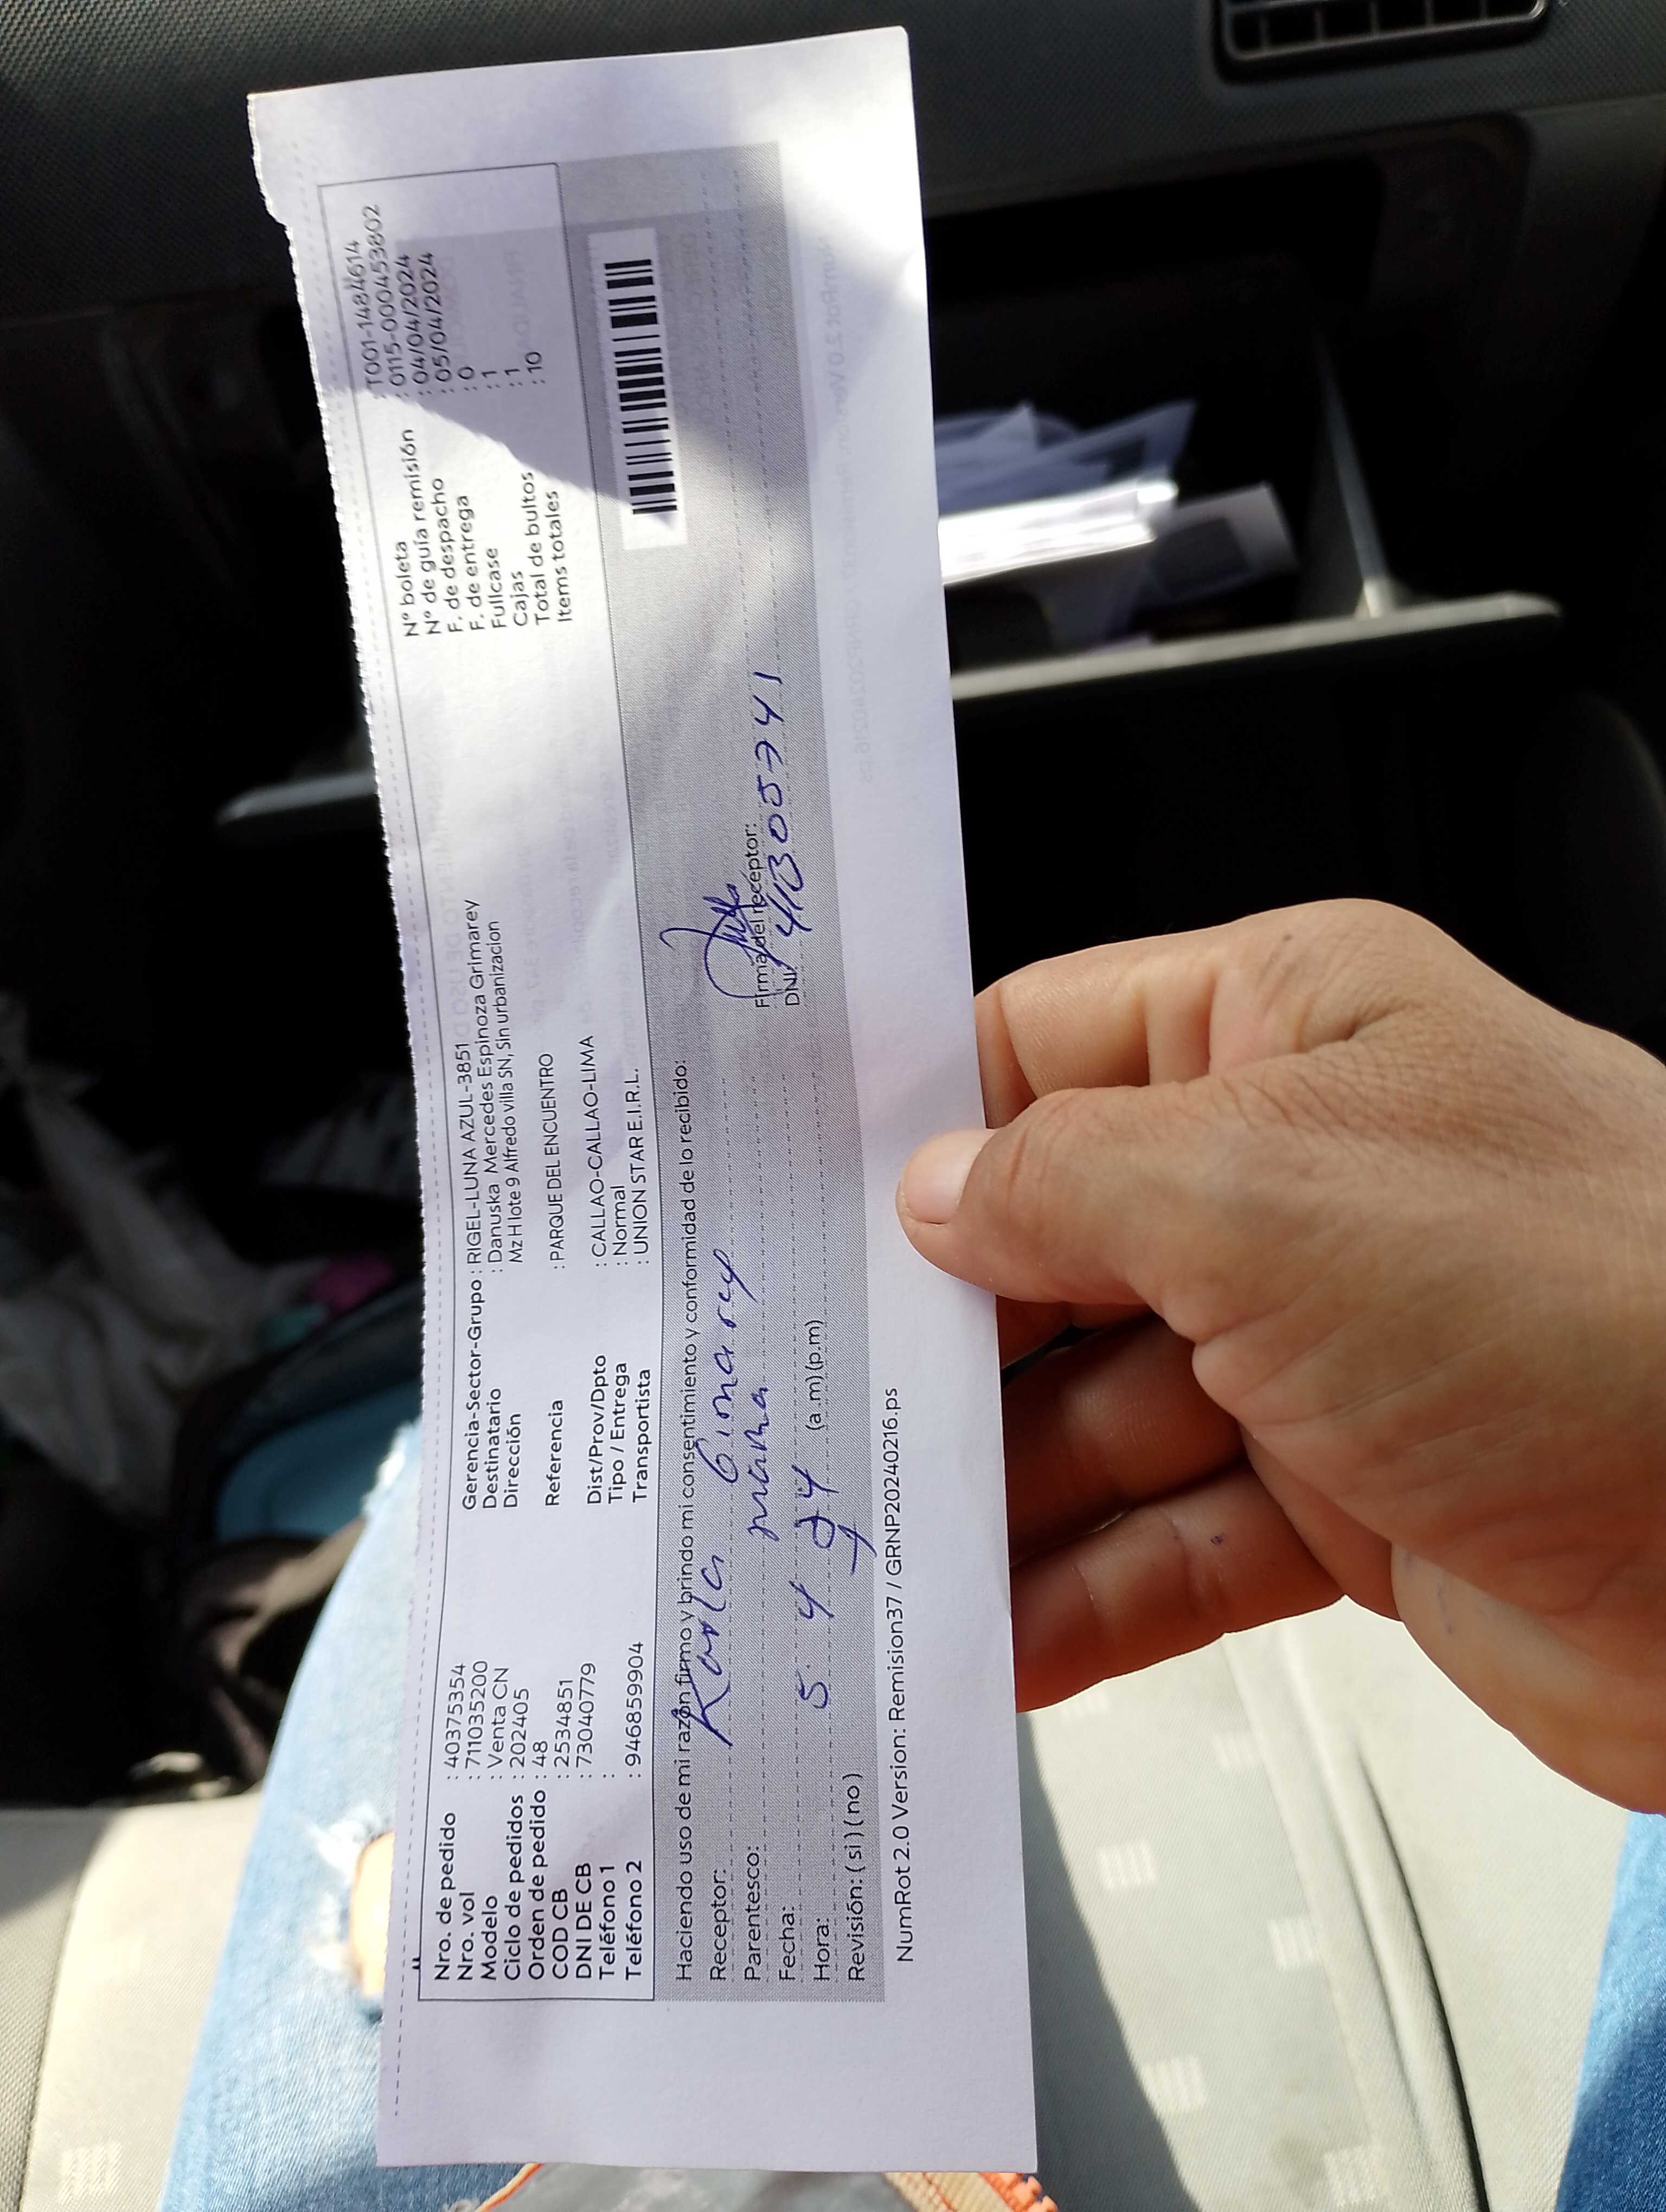 Nro. de pedido : 40375354
Nro. vol : 711035200
Modelo : Venta CN
Ciclo de pedidos : 202405
Orden de pedido : 48
COD CB : 2534851
DNI DE CB : 73040779
Teléfono 1 :
Teléfono 2 : 946859904
Gerencia-Sector-Grupo : RIGEL-LUNA AZUL-3851
Destinatario : Danuska Mercedes Espinoza Grimarey
Dirección Mz H lote 9 Alfredo villa SN, Sin urbanizacion
Referencia : PARQUE DEL ENCUENTRO
Dist/Prov/Dpto : CALLAO-CALLAO-LIMA
Tipo / Entrega : Normal
Transportista : UNION STAR E.I.R.L.
N° boleta : T001-1484614
N° de guía remisión : 0115-000453802
F. de despacho : 04/04/2024
F. de entrega : 05/04/2024
Fullcase : 0
Cajas : 1
Total de bultos : 1
Items totales : 10
Haciendo uso de mi razón firmo y brindo mi consentimiento y conformidad de lo recibido:
Receptor: Karla
Parentesco: mama
Fecha: 5 4 24
Hora: (a.m)(p.m)
Revisión: ( si ) ( no )
Firma del receptor:
DNI: 41305741
NumRot 2.0 Version: Remision37 / GRNP20240216.ps